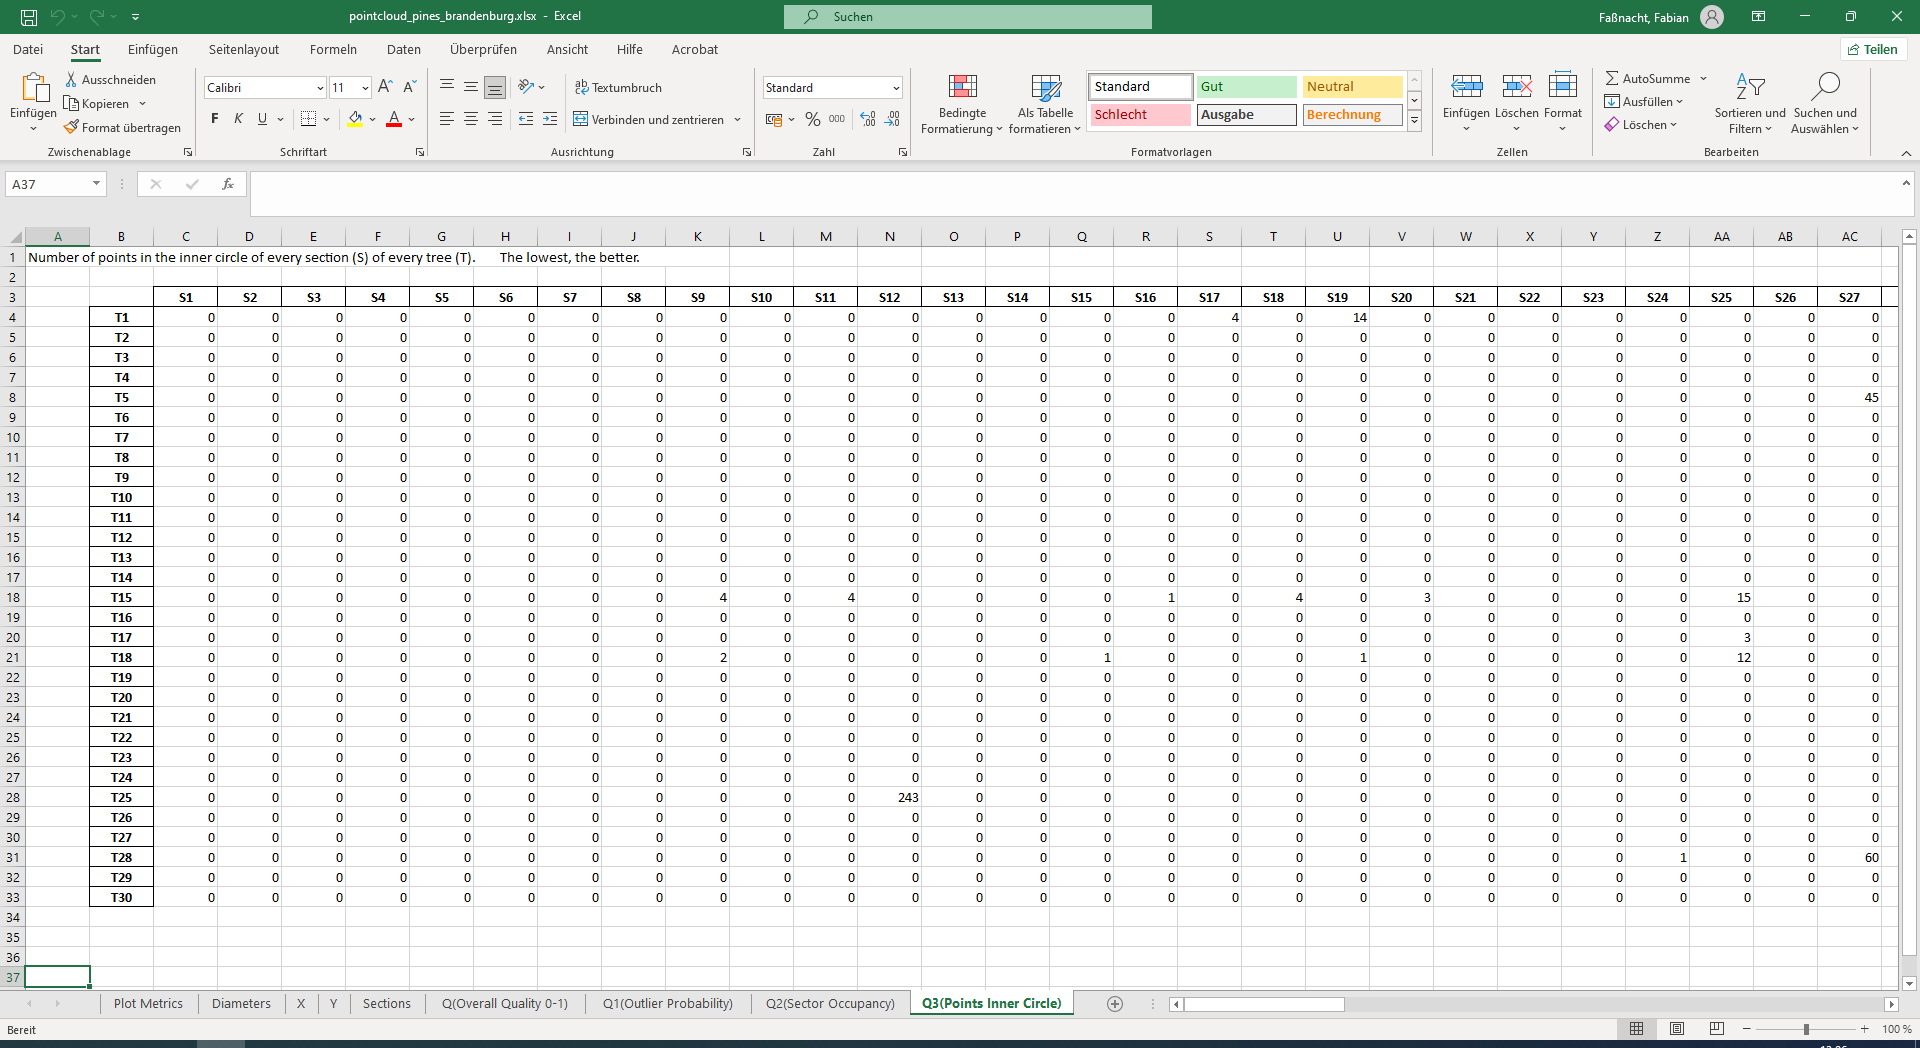 pointcloud_pines_brandenburg.xlsx - Excel
Suchen
Faßnacht, Fabian
Datei Start Einfügen Seitenlayout Formeln Daten Überprüfen Ansicht Hilfe Acrobat
Teilen
Einfügen
Ausschneiden
Kopieren
Format übertragen
Zwischenablage
Calibri 11
F K U
Schriftart
Textumbruch
Verbinden und zentrieren
Ausrichtung
Standard
% 000
Zahl
Bedingte Formatierung
Als Tabelle formatieren
Standard Gut Neutral
Schlecht Ausgabe Berechnung
Formatvorlagen
Einfügen Löschen Format
Zellen
AutoSumme
Ausfüllen
Löschen
Sortieren und Filtern
Suchen und Auswählen
Bearbeiten
A37
fx
A B C D E F G H I J K L M N O P Q R S T U V W X Y Z AA AB AC
1 Number of points in the inner circle of every section (S) of every tree (T). The lowest, the better.
2
3 S1 S2 S3 S4 S5 S6 S7 S8 S9 S10 S11 S12 S13 S14 S15 S16 S17 S18 S19 S20 S21 S22 S23 S24 S25 S26 S27
4 T1 0 0 0 0 0 0 0 0 0 0 0 0 0 0 0 0 4 0 14 0 0 0 0 0 0 0 0
5 T2 0 0 0 0 0 0 0 0 0 0 0 0 0 0 0 0 0 0 0 0 0 0 0 0 0 0 0
6 T3 0 0 0 0 0 0 0 0 0 0 0 0 0 0 0 0 0 0 0 0 0 0 0 0 0 0 0
7 T4 0 0 0 0 0 0 0 0 0 0 0 0 0 0 0 0 0 0 0 0 0 0 0 0 0 0 0
8 T5 0 0 0 0 0 0 0 0 0 0 0 0 0 0 0 0 0 0 0 0 0 0 0 0 0 0 45
9 T6 0 0 0 0 0 0 0 0 0 0 0 0 0 0 0 0 0 0 0 0 0 0 0 0 0 0 0
10 T7 0 0 0 0 0 0 0 0 0 0 0 0 0 0 0 0 0 0 0 0 0 0 0 0 0 0 0
11 T8 0 0 0 0 0 0 0 0 0 0 0 0 0 0 0 0 0 0 0 0 0 0 0 0 0 0 0
12 T9 0 0 0 0 0 0 0 0 0 0 0 0 0 0 0 0 0 0 0 0 0 0 0 0 0 0 0
13 T10 0 0 0 0 0 0 0 0 0 0 0 0 0 0 0 0 0 0 0 0 0 0 0 0 0 0 0
14 T11 0 0 0 0 0 0 0 0 0 0 0 0 0 0 0 0 0 0 0 0 0 0 0 0 0 0 0
15 T12 0 0 0 0 0 0 0 0 0 0 0 0 0 0 0 0 0 0 0 0 0 0 0 0 0 0 0
16 T13 0 0 0 0 0 0 0 0 0 0 0 0 0 0 0 0 0 0 0 0 0 0 0 0 0 0 0
17 T14 0 0 0 0 0 0 0 0 0 0 0 0 0 0 0 0 0 0 0 0 0 0 0 0 0 0 0
18 T15 0 0 0 0 0 0 0 0 4 0 4 0 0 0 0 1 0 4 0 3 0 0 0 0 15 0 0
19 T16 0 0 0 0 0 0 0 0 0 0 0 0 0 0 0 0 0 0 0 0 0 0 0 0 0 0 0
20 T17 0 0 0 0 0 0 0 0 0 0 0 0 0 0 0 0 0 0 0 0 0 0 0 0 3 0 0
21 T18 0 0 0 0 0 0 0 0 2 0 0 0 0 0 1 0 0 0 1 0 0 0 0 0 12 0 0
22 T19 0 0 0 0 0 0 0 0 0 0 0 0 0 0 0 0 0 0 0 0 0 0 0 0 0 0 0
23 T20 0 0 0 0 0 0 0 0 0 0 0 0 0 0 0 0 0 0 0 0 0 0 0 0 0 0 0
24 T21 0 0 0 0 0 0 0 0 0 0 0 0 0 0 0 0 0 0 0 0 0 0 0 0 0 0 0
25 T22 0 0 0 0 0 0 0 0 0 0 0 0 0 0 0 0 0 0 0 0 0 0 0 0 0 0 0
26 T23 0 0 0 0 0 0 0 0 0 0 0 0 0 0 0 0 0 0 0 0 0 0 0 0 0 0 0
27 T24 0 0 0 0 0 0 0 0 0 0 0 0 0 0 0 0 0 0 0 0 0 0 0 0 0 0 0
28 T25 0 0 0 0 0 0 0 0 0 0 0 243 0 0 0 0 0 0 0 0 0 0 0 0 0 0 0
29 T26 0 0 0 0 0 0 0 0 0 0 0 0 0 0 0 0 0 0 0 0 0 0 0 0 0 0 0
30 T27 0 0 0 0 0 0 0 0 0 0 0 0 0 0 0 0 0 0 0 0 0 0 0 0 0 0 0
31 T28 0 0 0 0 0 0 0 0 0 0 0 0 0 0 0 0 0 0 0 0 0 0 0 1 0 0 60
32 T29 0 0 0 0 0 0 0 0 0 0 0 0 0 0 0 0 0 0 0 0 0 0 0 0 0 0 0
33 T30 0 0 0 0 0 0 0 0 0 0 0 0 0 0 0 0 0 0 0 0 0 0 0 0 0 0 0
34
35
36
37
Plot Metrics Diameters X Y Sections Q(Overall Quality 0-1) Q1(Outlier Probability) Q2(Sector Occupancy) Q3(Points Inner Circle)
Bereit
100 %